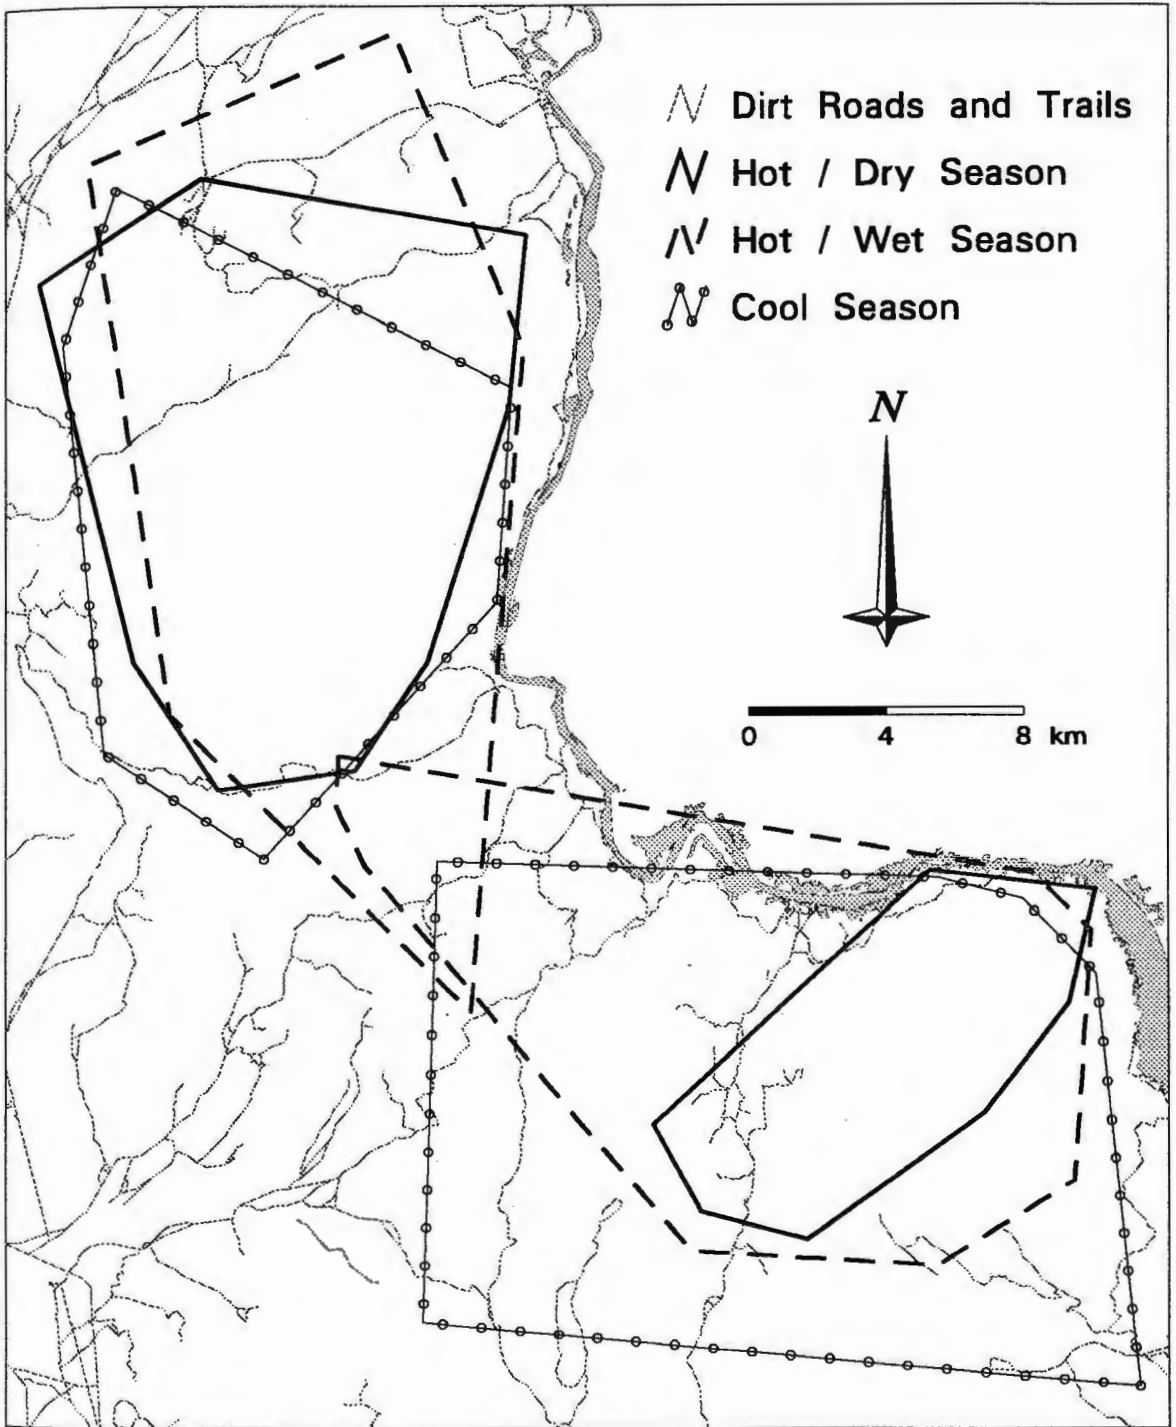 Dirt Roads and Trails
Hot / Dry Season
Hot / Wet Season
Cool Season
N
0 4 8 km